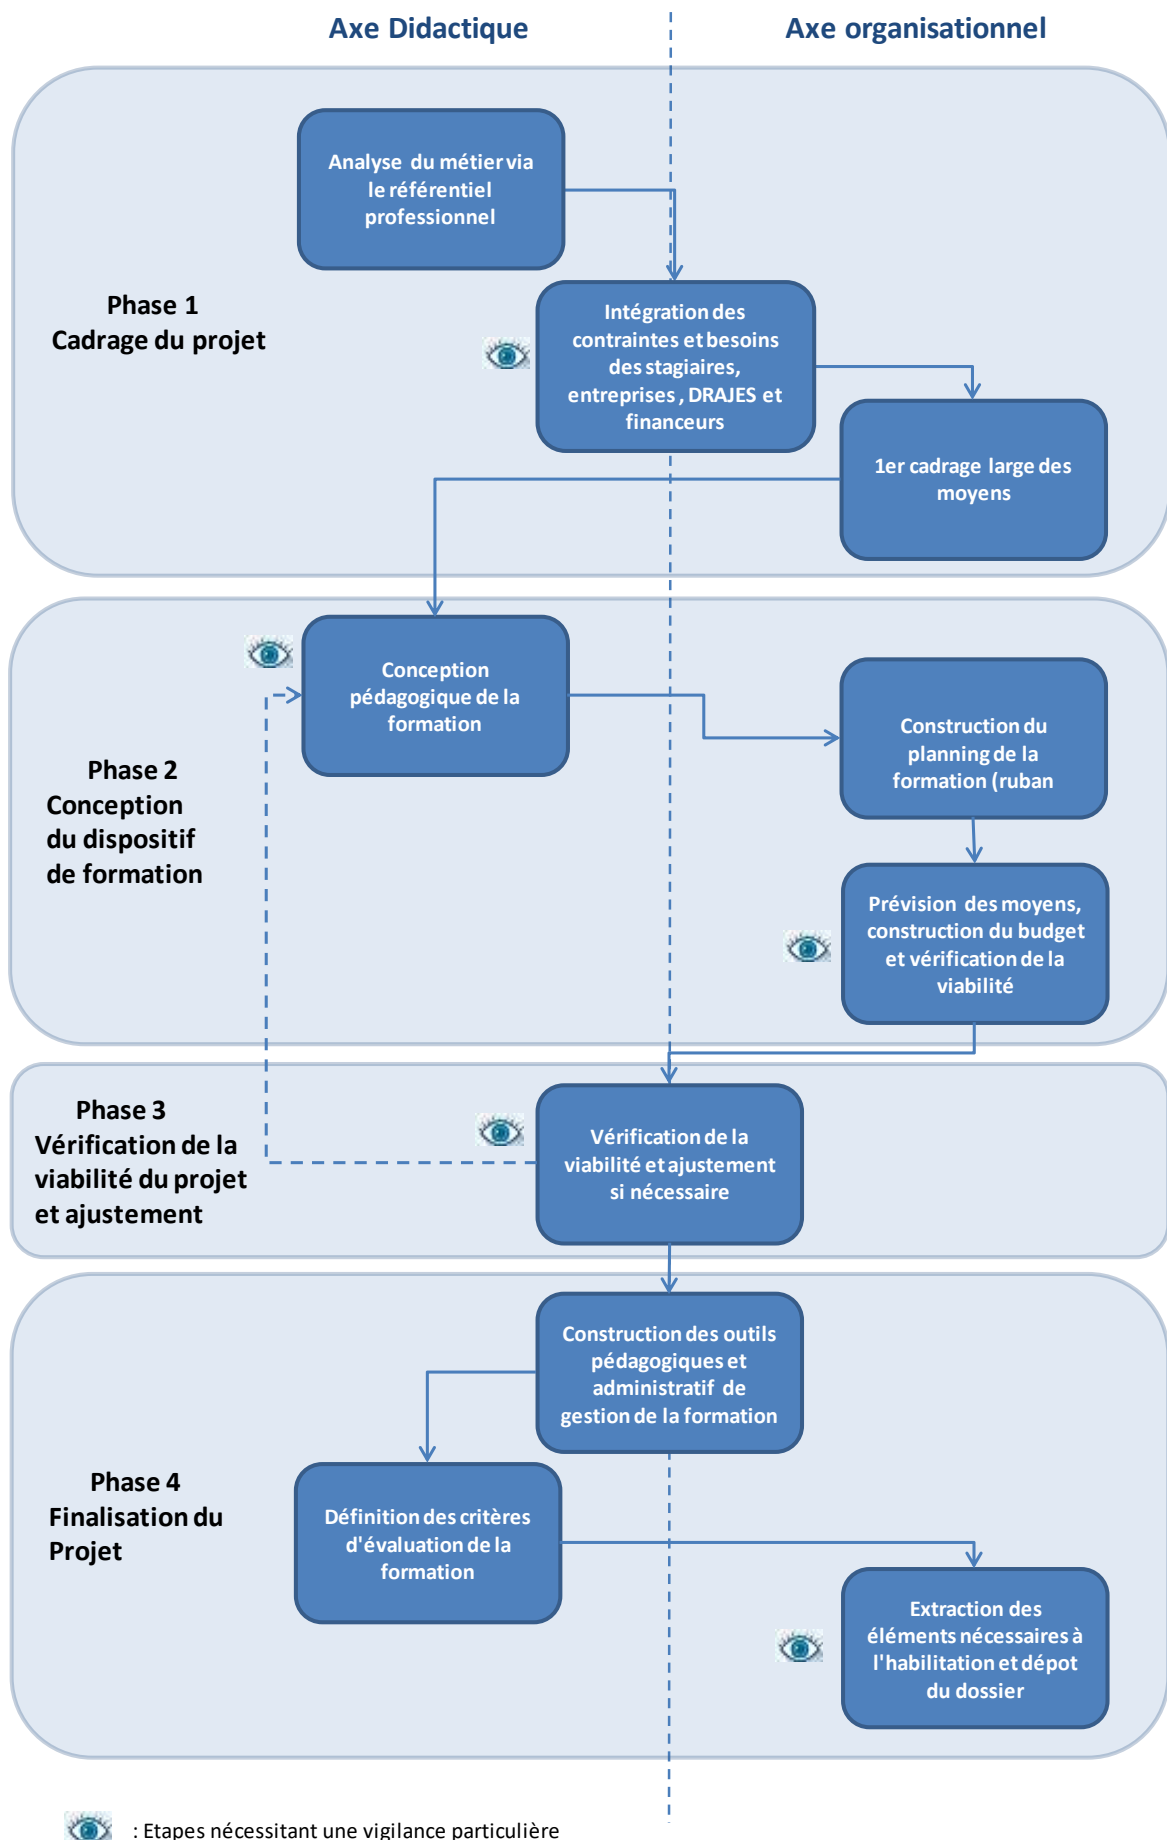 Axe Didactique
Axe organisationnel
Analyse du métier via
le référentiel
professionnel
Phase 1
Cadrage du projet
Intégration des
contraintes et besoins
des stagiaires,
entreprises , DRAJES et
financeurs
1er cadrage large des
moyens
Conception
pédagogique de la
formation
Construction du
planning de la
formation (ruban
Phase 2
Conception
du dispositif
de formation
Prévision des moyens,
construction du budget
et vérification de la
viabilité
Phase 3
Vérification de la
viabilité du projet
et ajustement
Vérification de la
viabilité et ajustement
si nécessaire
Construction des outils
pédagogiques et
administratif de
gestion de la formation
Phase 4
Finalisation du
Projet
Définition des critères
d'évaluation de la
formation
Extraction des
éléments nécessaires à
l'habilitation et dépot
du dossier
: Etapes nécessitant une vigilance particulière